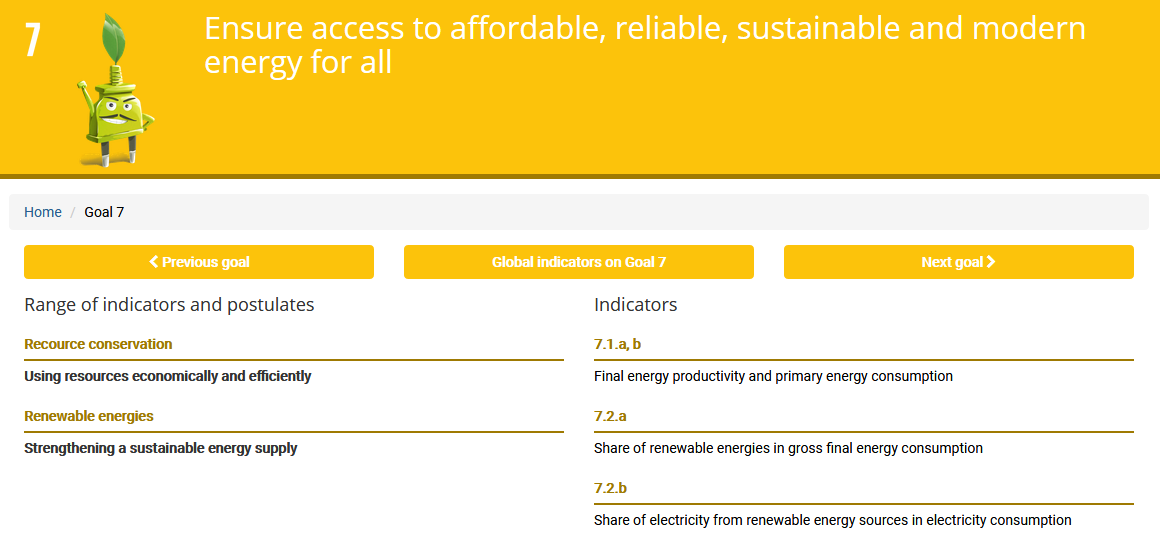 7
Ensure access to affordable, reliable, sustainable and modern
energy for all
Home / Goal 7
Previous goal
Global indicators on Goal 7
Next goal
Range of indicators and postulates
Recource conservation
Using resources economically and efficiently
Renewable energies
Strengthening a sustainable energy supply
Indicators
7.1.a, b
Final energy productivity and primary energy consumption
7.2.a
Share of renewable energies in gross final energy consumption
7.2.b
Share of electricity from renewable energy sources in electricity consumption